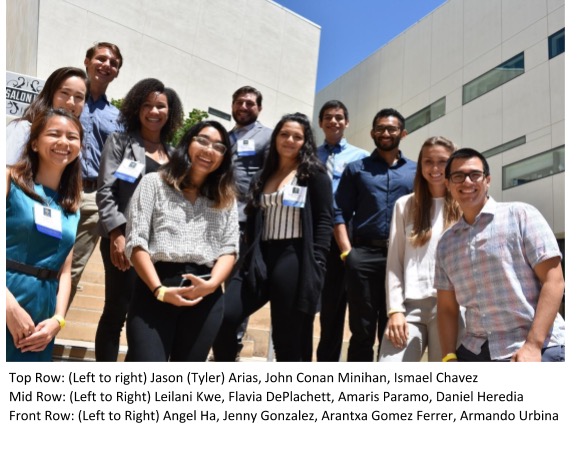 SALON
Top Row: (Left to right) Jason (Tyler) Arias, John Conan Minihan, Ismael Chavez
Mid Row: (Left to Right) Leilani Kwe, Flavia DePlachett, Amaris Paramo, Daniel Heredia
Front Row: (Left to Right) Angel Ha, Jenny Gonzalez, Arantxa Gomez Ferrer, Armando Urbina